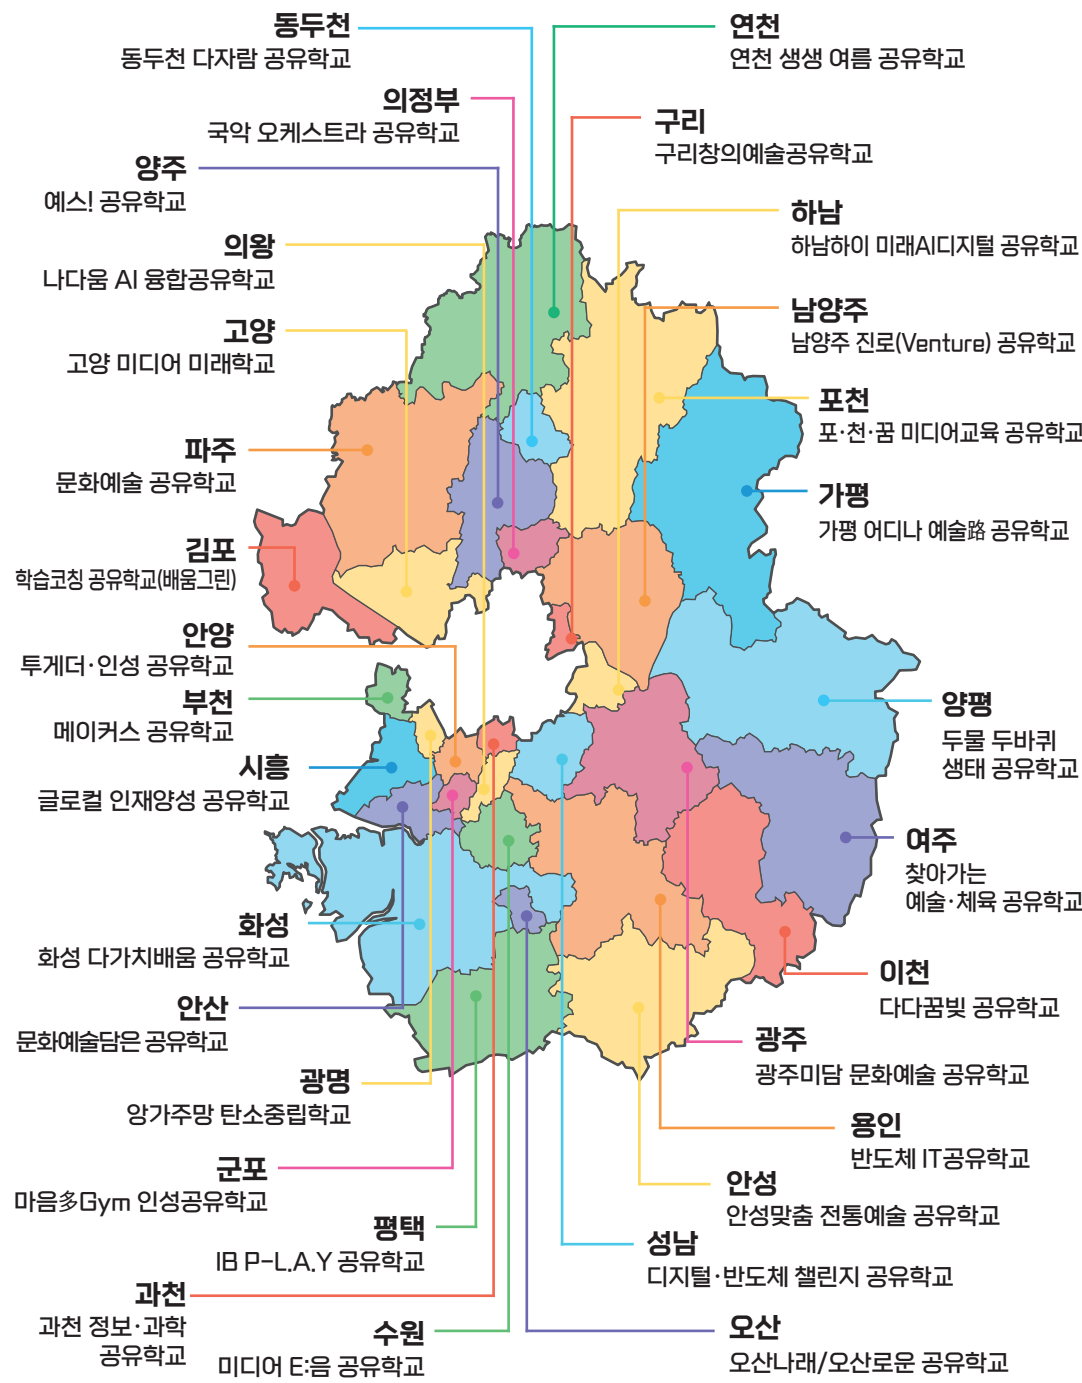 동두천
동두천 다자람 공유학교
연천
연천 생생 여름 공유학교
의정부
국악 오케스트라 공유학교
구리
구리창의예술공유학교
양주
예스! 공유학교
하남
하남하이 미래AI디지털 공유학교
의왕
나다움 AI 융합공유학교
남양주
남양주 진로(Venture) 공유학교
고양
고양 미디어 미래학교
포천
포·천·꿈 미디어교육 공유학교
파주
문화예술 공유학교
가평
가평 어디나 예술路 공유학교
김포
학습코칭 공유학교(배움그린)
안양
투게더·인성 공유학교
부천
메이커스 공유학교
양평
두물 두바퀴
생태 공유학교
시흥
글로컬 인재양성 공유학교
여주
찾아가는
예술·체육 공유학교
화성
화성 다가치배움 공유학교
이천
다다꿈빛 공유학교
안산
문화예술담은 공유학교
광주
광주미담 문화예술 공유학교
광명
앙가주망 탄소중립학교
용인
반도체 IT공유학교
군포
마음多Gym 인성공유학교
안성
안성맞춤 전통예술 공유학교
평택
IB P-L.A.Y 공유학교
성남
디지털·반도체 챌린지 공유학교
과천
과천 정보·과학
공유학교
수원
미디어 E:음 공유학교
오산
오산나래/오산로운 공유학교